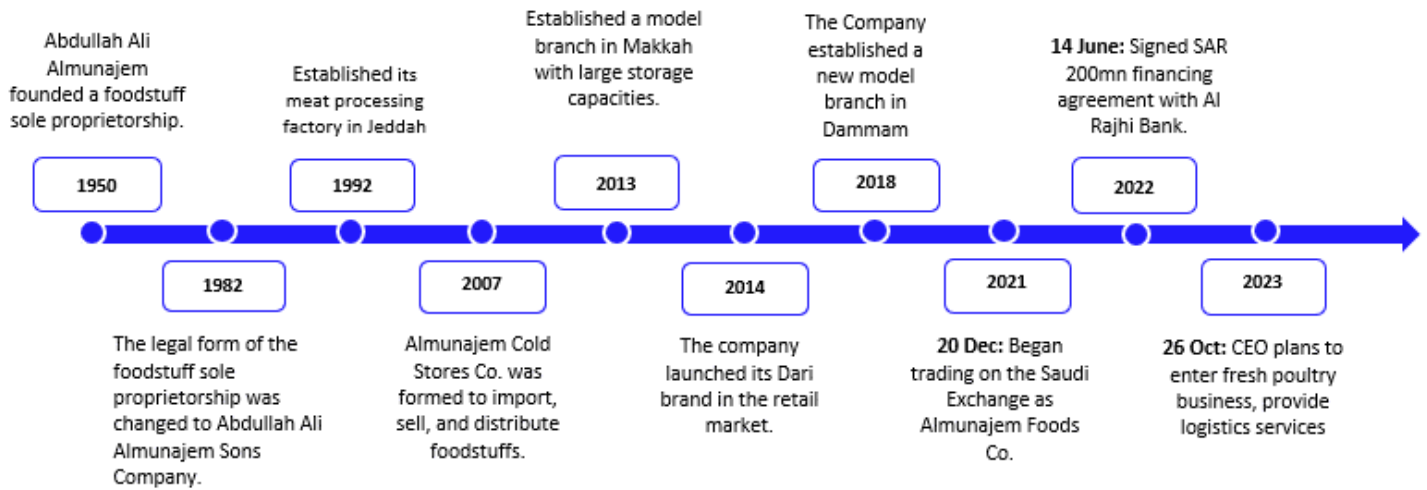 Abdullah Ali
Almunajem
founded a foodstuff
sole proprietorship.
1950
1982
The legal form of the
foodstuff sole
proprietorship was
changed to Abdullah Ali
Almunajem Sons
Company.
Established its
meat processing
factory in Jeddah
1992
2007
Almunajem Cold
Stores Co. was
formed to import,
sell, and distribute
foodstuffs.
Established a model
branch in Makkah
with large storage
capacities.
2013
2014
The company
launched its Dari
brand in the retail
market.
The Company
established a
new model
branch in
Dammam
2018
2021
20 Dec: Began
trading on the Saudi
Exchange as
Almunajem Foods
Co.
14 June: Signed SAR
200mn financing
agreement with Al
Rajhi Bank.
2022
2023
26 Oct: CEO plans to
enter fresh poultry
business, provide
logistics services